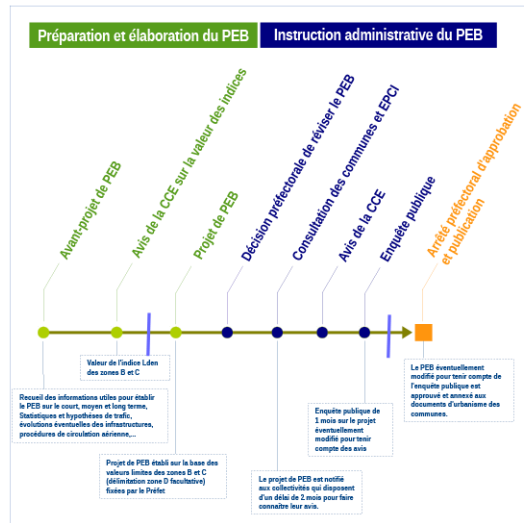 Préparation et élaboration du PEB
Instruction administrative du PEB
Avant-projet de PEB
Avis de la CCE sur la valeur des indices
Projet de PEB
Décision préfectorale de réviser le PEB
Consultation des communes et EPCI
Avis de la CCE
Enquête publique
Arrêté préfectoral d'approbation
et publication
Valeur de l'indice Lden
des zones B et C
Recueil des informations utiles pour établir
le PEB sur le court, moyen et long terme,
Statistiques et hypothèses de trafic,
évolutions éventuelles des infrastructures,
procédures de circulation aérienne,...
Projet de PEB établi sur la base des
valeurs limites des zones B et C
(délimitation zone D facultative)
fixées par le Préfet
Le projet de PEB est notifié
aux collectivités qui disposent
d'un délai de 2 mois pour faire
connaître leur avis.
Enquête publique de
1 mois sur le projet
éventuellement
modifié pour tenir
compte des avis
Le PEB éventuellement
modifié pour tenir compte de
l'enquête publique est
approuvé et annexé aux
documents d'urbanisme des
communes.